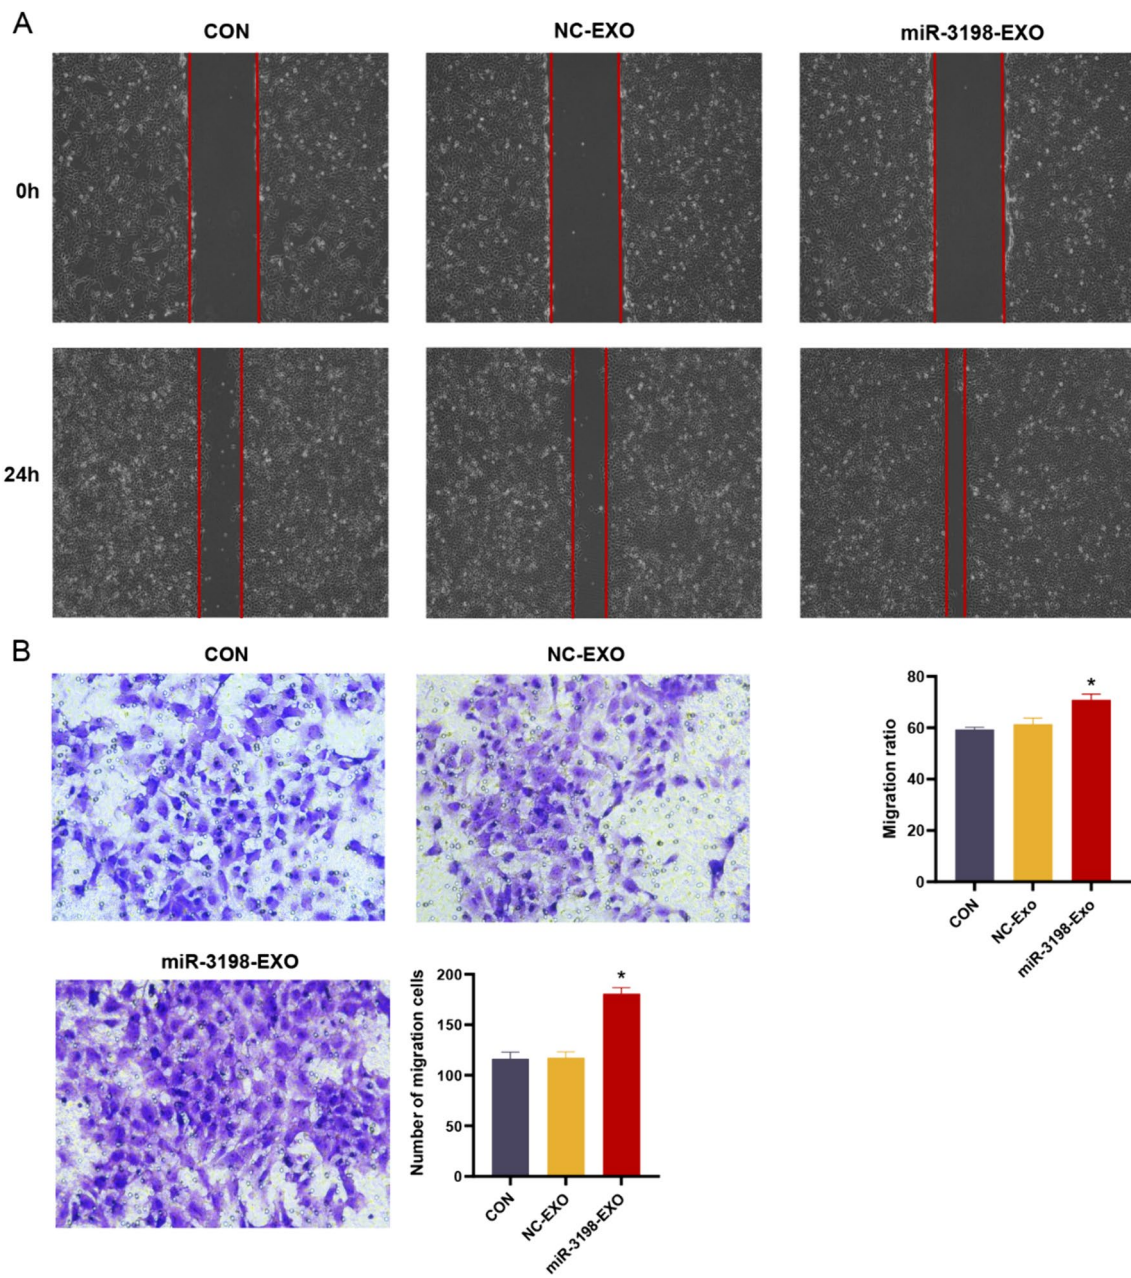 A
CON
NC-EXO
miR-3198-EXO
0h
24h
B
CON
NC-EXO
80
60
40
20
0
Migration ratio
*
CON
NC-Exo
miR-3198-Exo
miR-3198-EXO
200
150
100
50
0
Number of migration cells
*
CON
NC-EXO
miR-3198-EXO